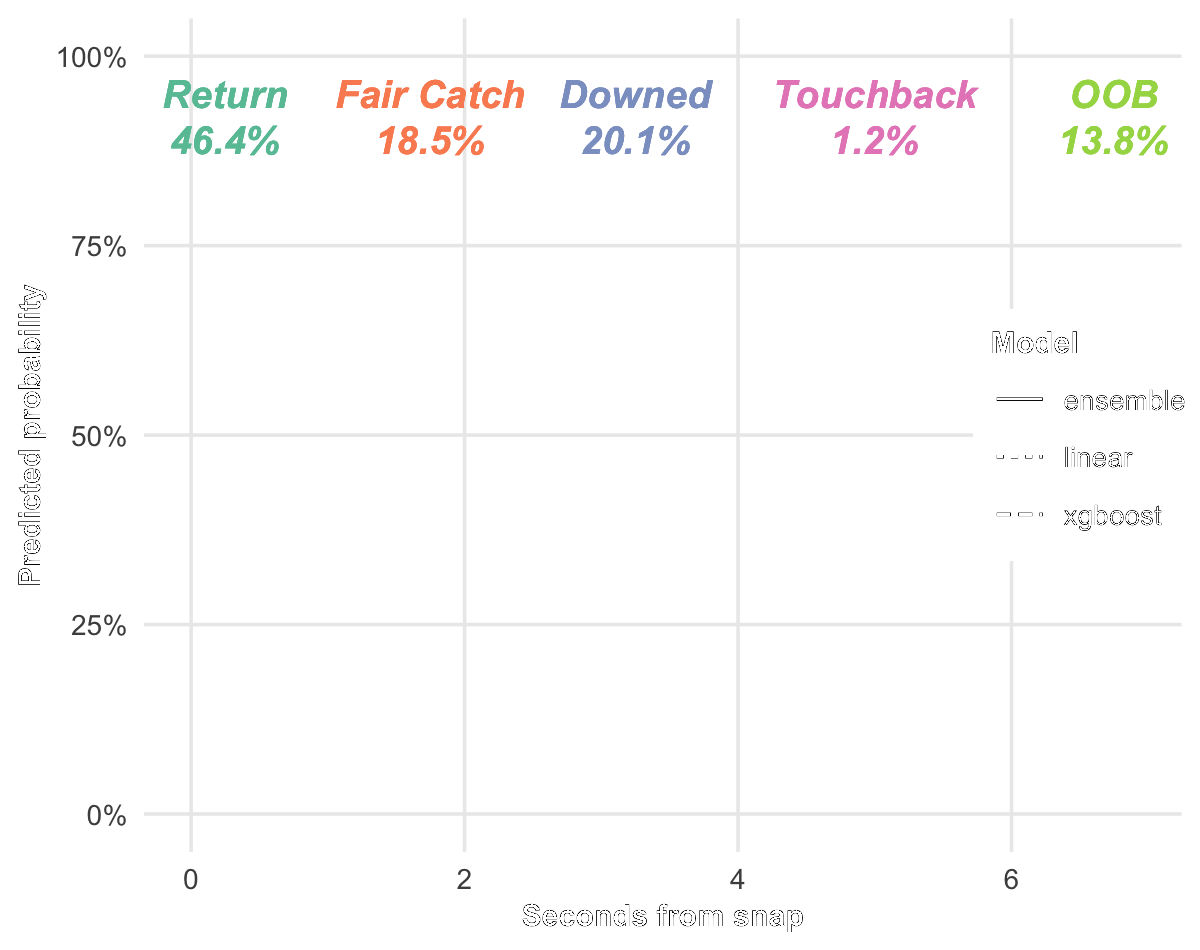 100%
Return Fair Catch Downed Touchback OOB
46.4% 18.5% 20.1% 1.2% 13.8%
75%
Model
ensemble
50%
linear
xgboost
25%
0%
0 2 4 6
Seconds from snap
Predicted probability